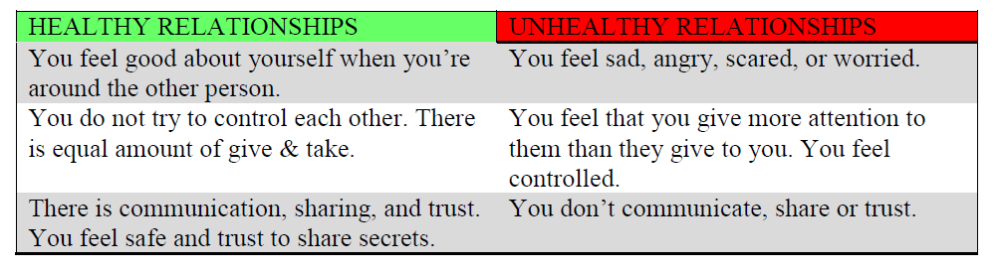 HEALTHY RELATIONSHIPS
UNHEALTHY RELATIONSHIPS
You feel good about yourself when you're
around the other person.
You feel sad, angry, scared, or worried.
You do not try to control each other. There
is equal amount of give & take.
You feel that you give more attention to
them than they give to you. You feel
controlled.
There is communication, sharing, and trust.
You feel safe and trust to share secrets.
You don't communicate, share or trust.